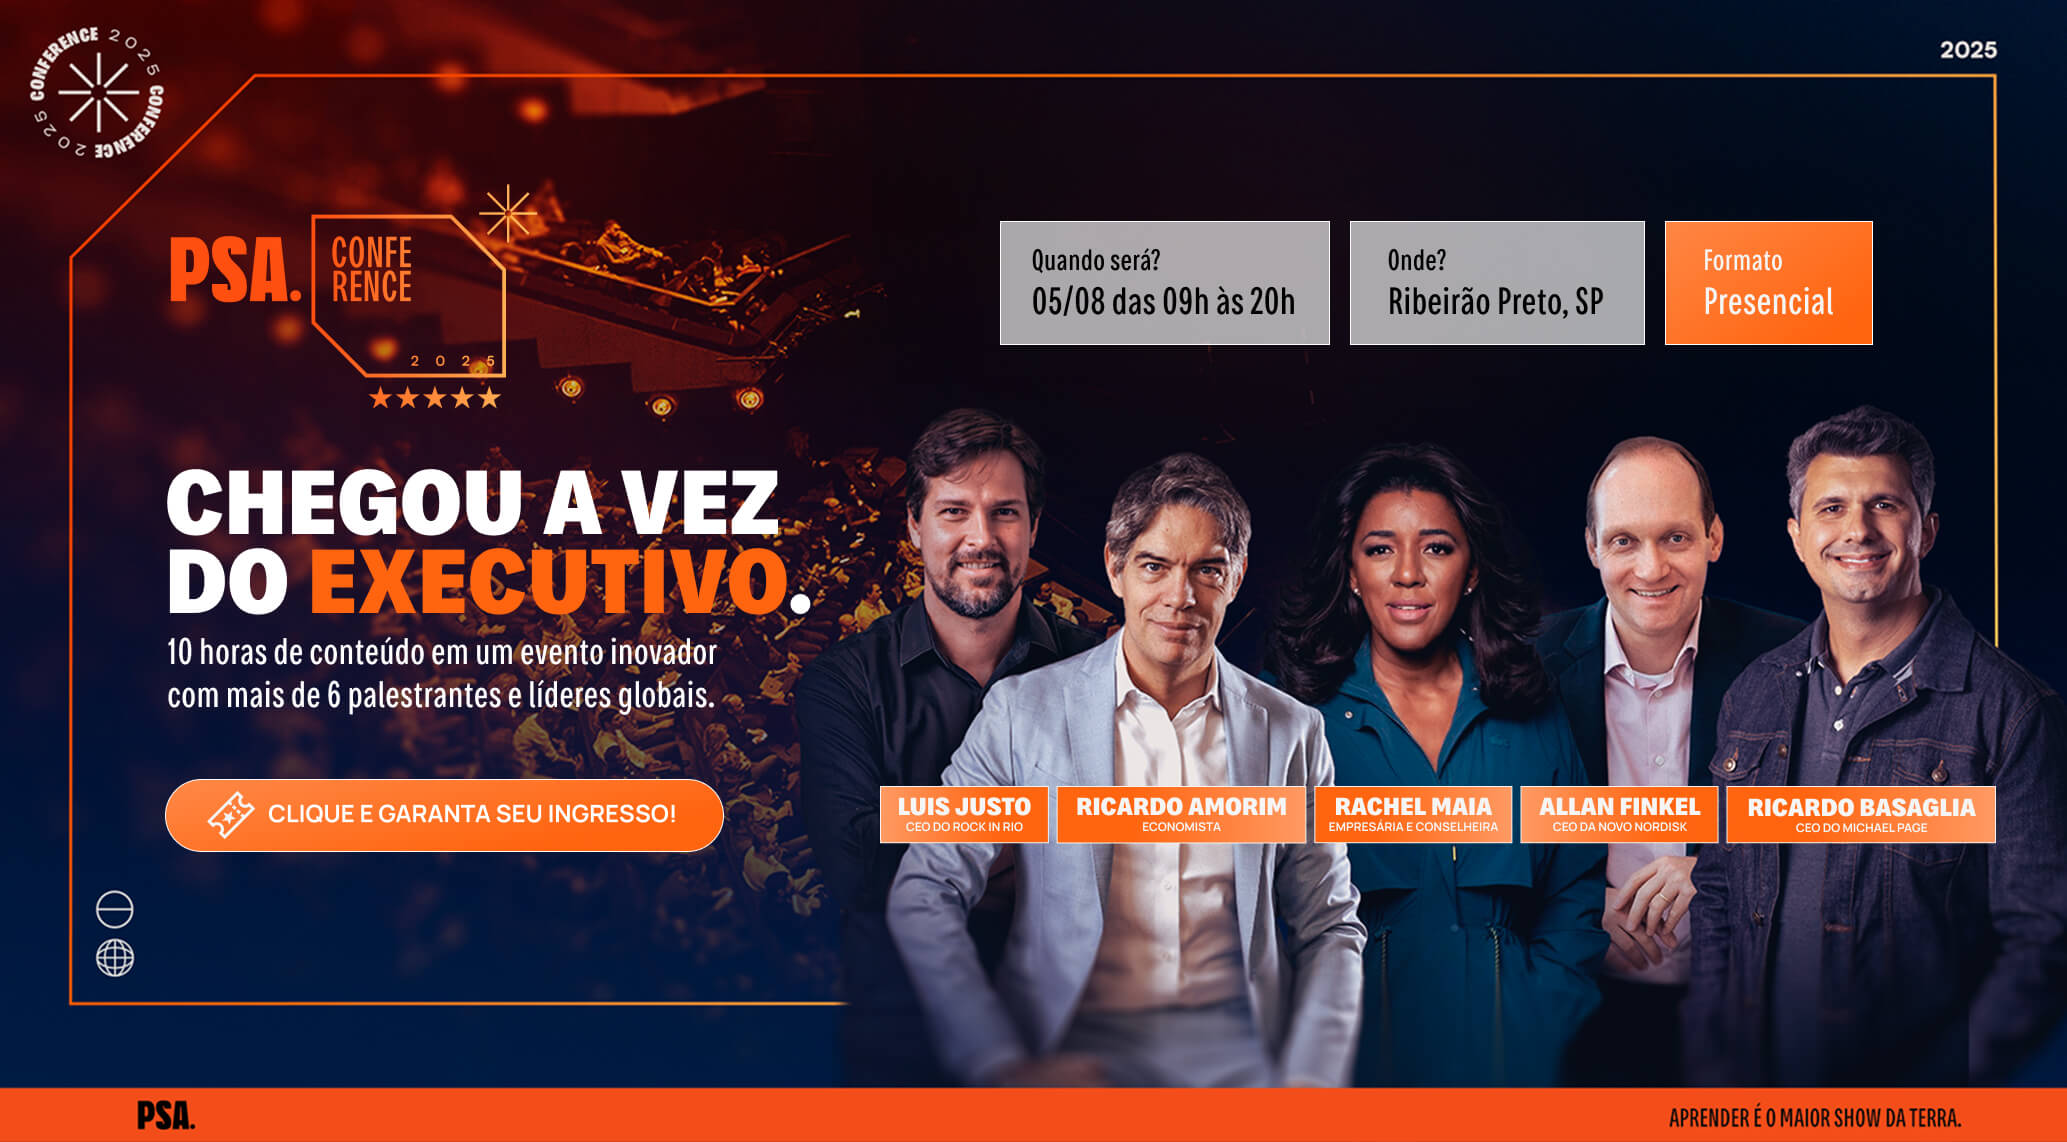 CONFERENCE 2025 CONFERENCE 2025
2025
PSA.
CONFE
RENCE
2025
Quando será?
05/08 das 09h às 20h
Onde?
Ribeirão Preto, SP
Formato
Presencial
CHEGOU A VEZ
DO EXECUTIVO.
10 horas de conteúdo em um evento inovador
com mais de 6 palestrantes e líderes globais.
CLIQUE E GARANTA SEU INGRESSO!
LUIS JUSTO
CEO DO ROCK IN RIO
RICARDO AMORIM
ECONOMISTA
RACHEL MAIA
EMPRESÁRIA E CONSELHEIRA
ALLAN FINKEL
CEO DA NOVO NORDISK
RICARDO BASAGLIA
CEO DO MICHAEL PAGE
PSA.
APRENDER É O MAIOR SHOW DA TERRA.